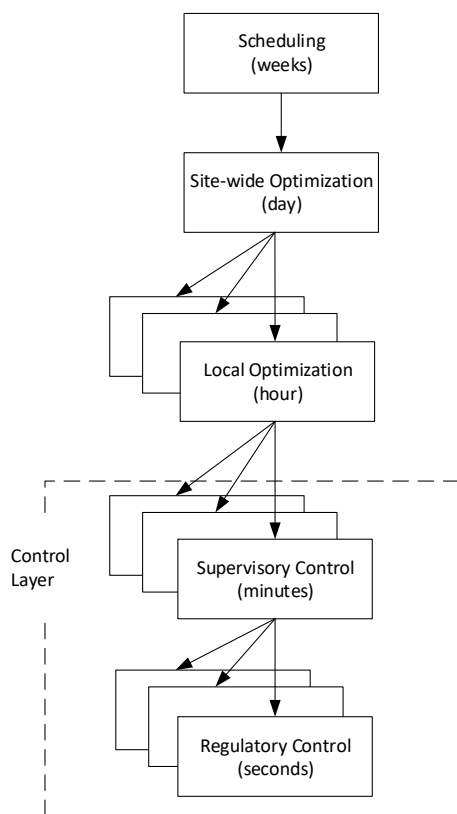 Scheduling
(weeks)
Site-wide Optimization
(day)
Local Optimization
(hour)
Control
Layer
Supervisory Control
(minutes)
Regulatory Control
(seconds)